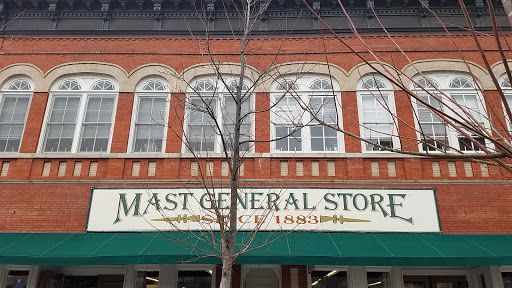 MAST GENERAL STORE
SINCE 1883